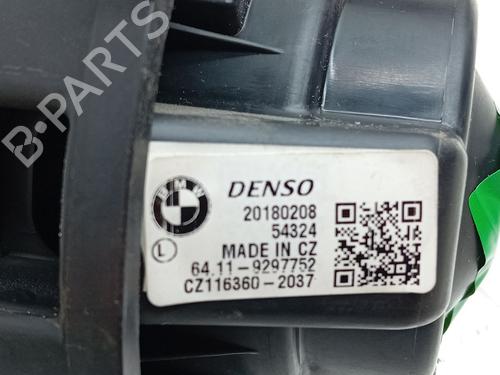 B-PARTS
BMW
DENSO
20180208
54324
L
MADE IN CZ
64.11-9297752
CZ116360-2037